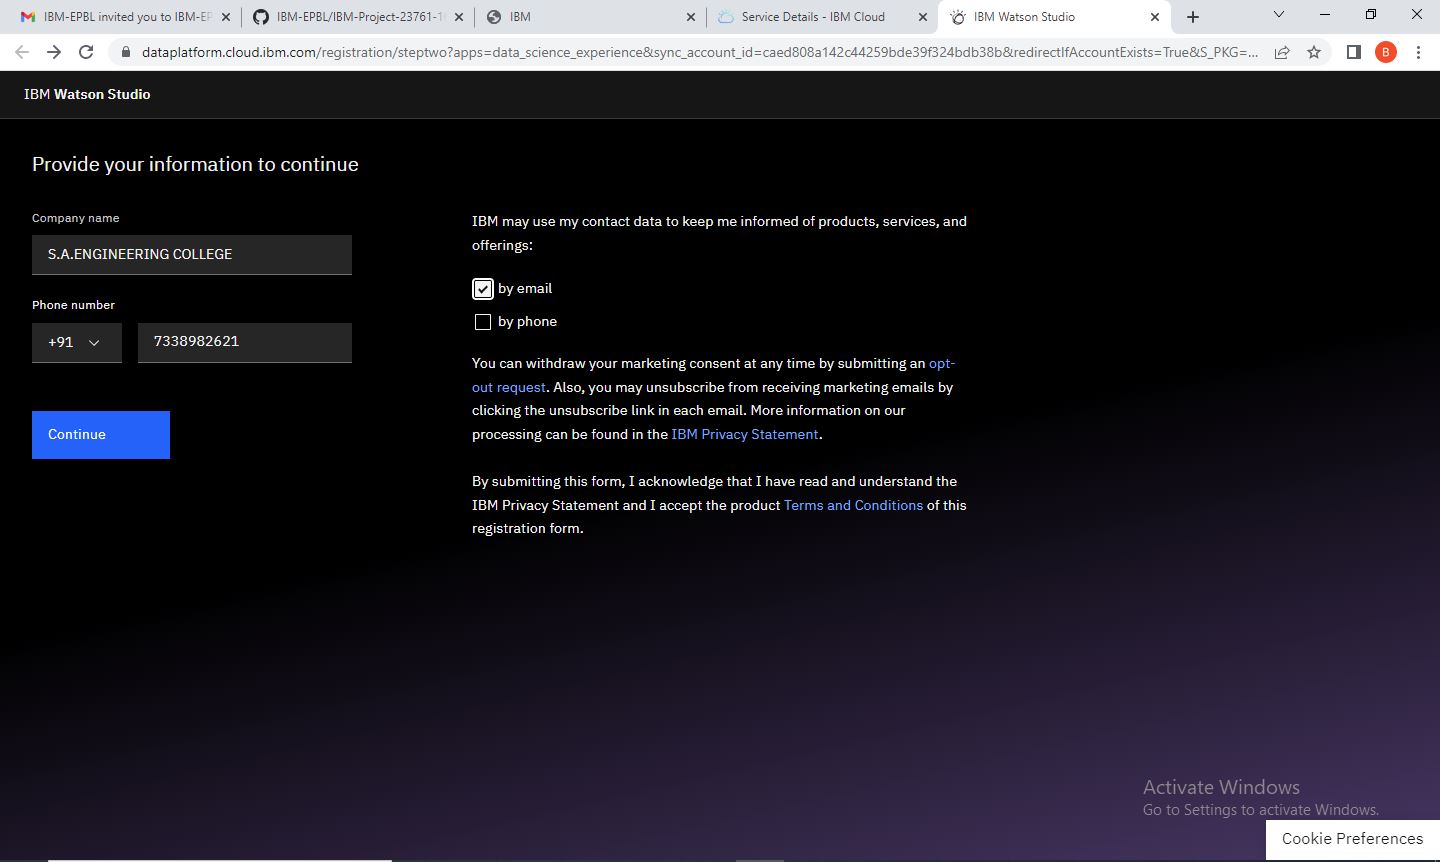 IBM-EPBL invited you to IBM-EP
IBM-EPBL/IBM-Project-23761-16
IBM
Service Details - IBM Cloud
IBM Watson Studio
dataplatform.cloud.ibm.com/registration/steptwo?apps=data_science_experience&sync_account_id=caed808a142c44259bde39f324bdb38b&redirectIfAccountExists=True&S_PKG=...
B
IBM Watson Studio
Provide your information to continue
Company name
S.A.ENGINEERING COLLEGE
Phone number
+91 7338982621
Continue
IBM may use my contact data to keep me informed of products, services, and
offerings:
by email
by phone
You can withdraw your marketing consent at any time by submitting an opt-
out request. Also, you may unsubscribe from receiving marketing emails by
clicking the unsubscribe link in each email. More information on our
processing can be found in the IBM Privacy Statement.
By submitting this form, I acknowledge that I have read and understand the
IBM Privacy Statement and I accept the product Terms and Conditions of this
registration form.
Activate Windows
Go to Settings to activate Windows.
Cookie Preferences